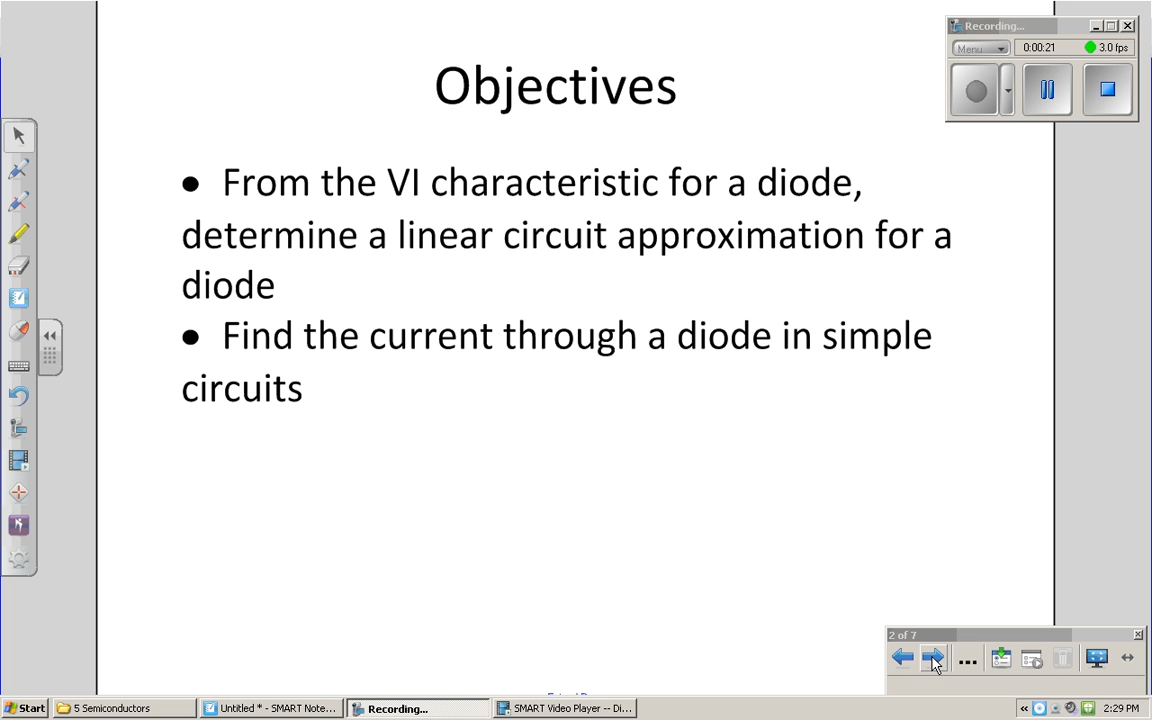 Objectives
Recording...
Menu
0:00:21
3.0 fps
• From the VI characteristic for a diode,
determine a linear circuit approximation for a
diode
• Find the current through a diode in simple
circuits
2 of 7
Start
5 Semiconductors
Untitled * - SMART Note...
Recording...
SMART Video Player -- Di...
2:29 PM